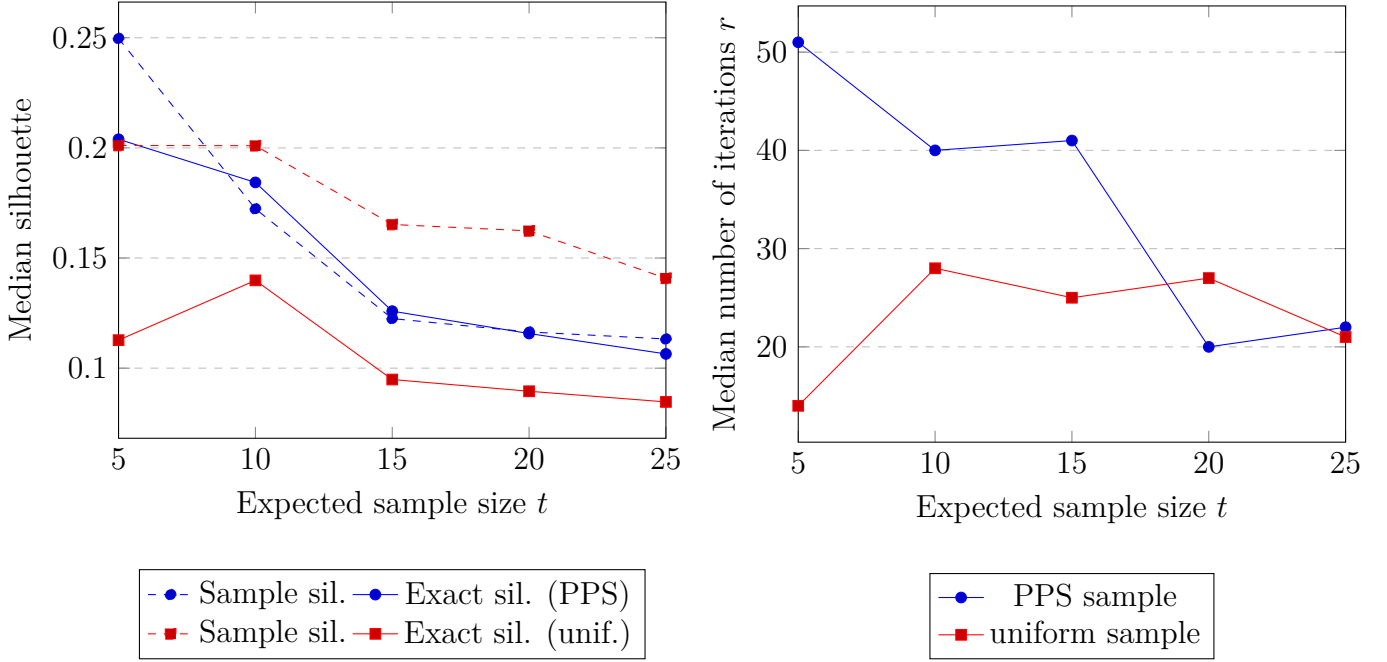 Median silhouette
0.25
0.2
0.15
0.1
5 10 15 20 25
Expected sample size t
Sample sil. Exact sil. (PPS)
Sample sil. Exact sil. (unif.)
Median number of iterations r
50
40
30
20
5 10 15 20 25
Expected sample size t
PPS sample
uniform sample